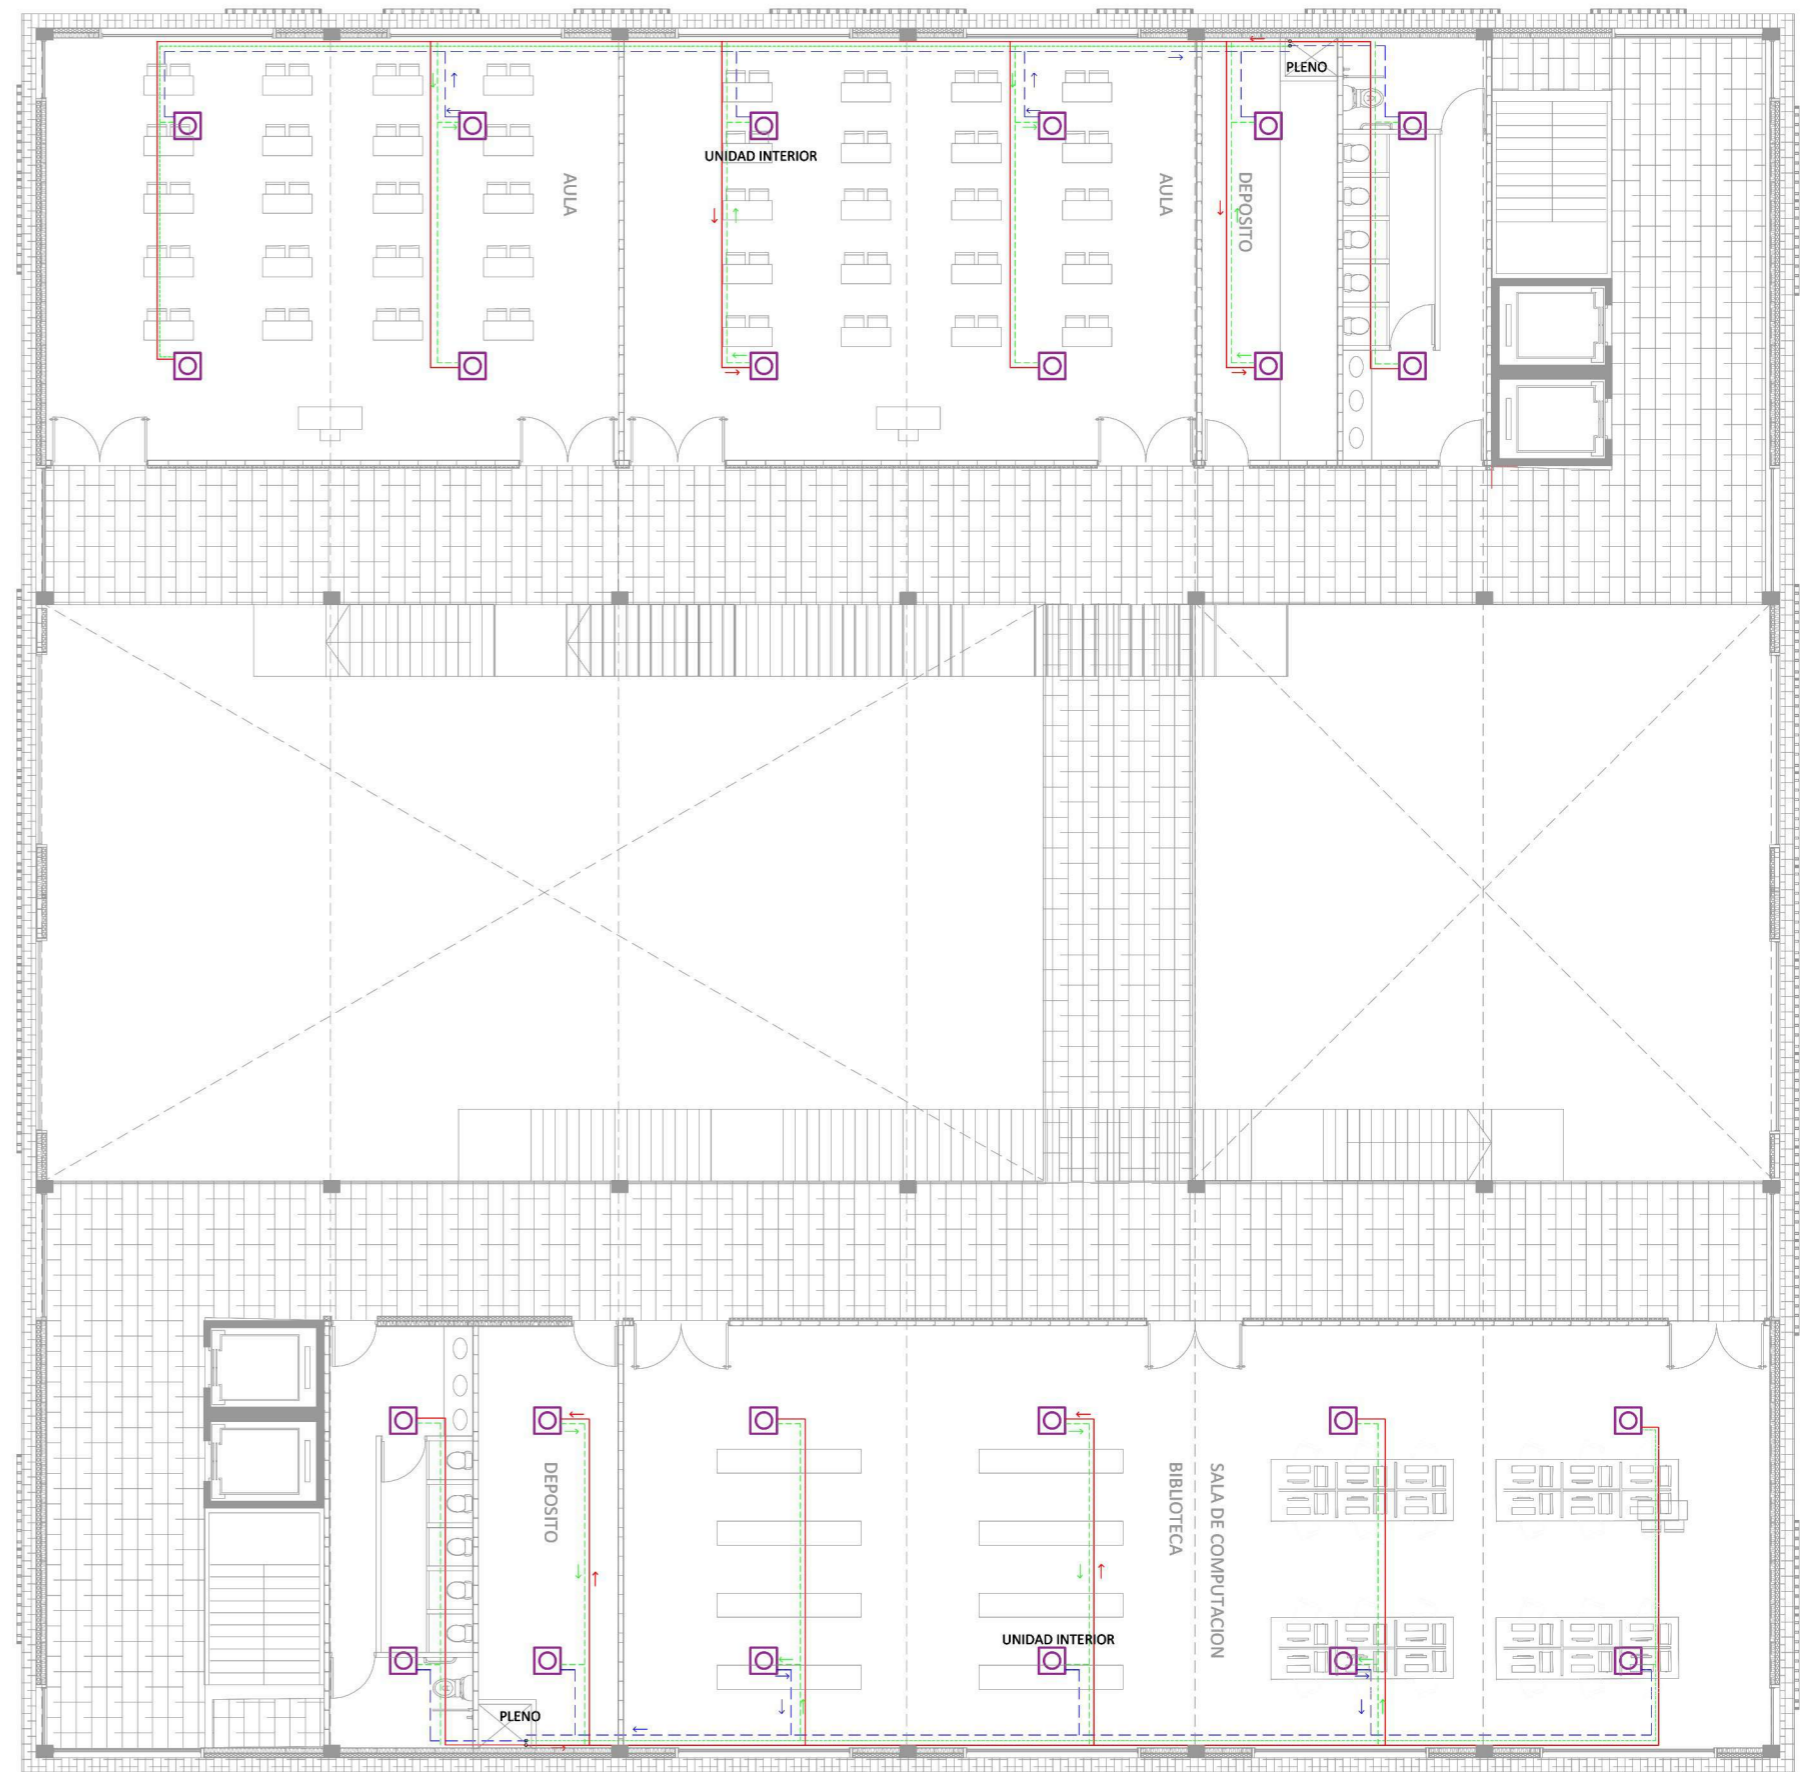 PLENO
UNIDAD INTERIOR
AULA
AULA
DEPOSITO
DEPOSITO
BIBLIOTECA
SALA DE COMPUTACION
UNIDAD INTERIOR
PLENO